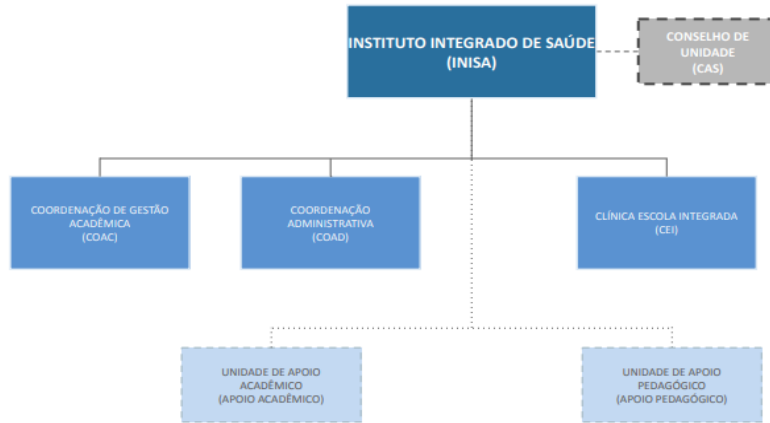 INSTITUTO INTEGRADO DE SAÚDE
(INISA)
CONSELHO DE
UNIDADE
(CAS)
COORDENAÇÃO DE GESTÃO
ACADÊMICA
(COAC)
COORDENAÇÃO
ADMINISTRATIVA
(COAD)
CLÍNICA ESCOLA INTEGRADA
(CEI)
UNIDADE DE APOIO
ACADÊMICO
(APOIO ACADÊMICO)
UNIDADE DE APOIO
PEDAGÓGICO
(APOIO PEDAGÓGICO)